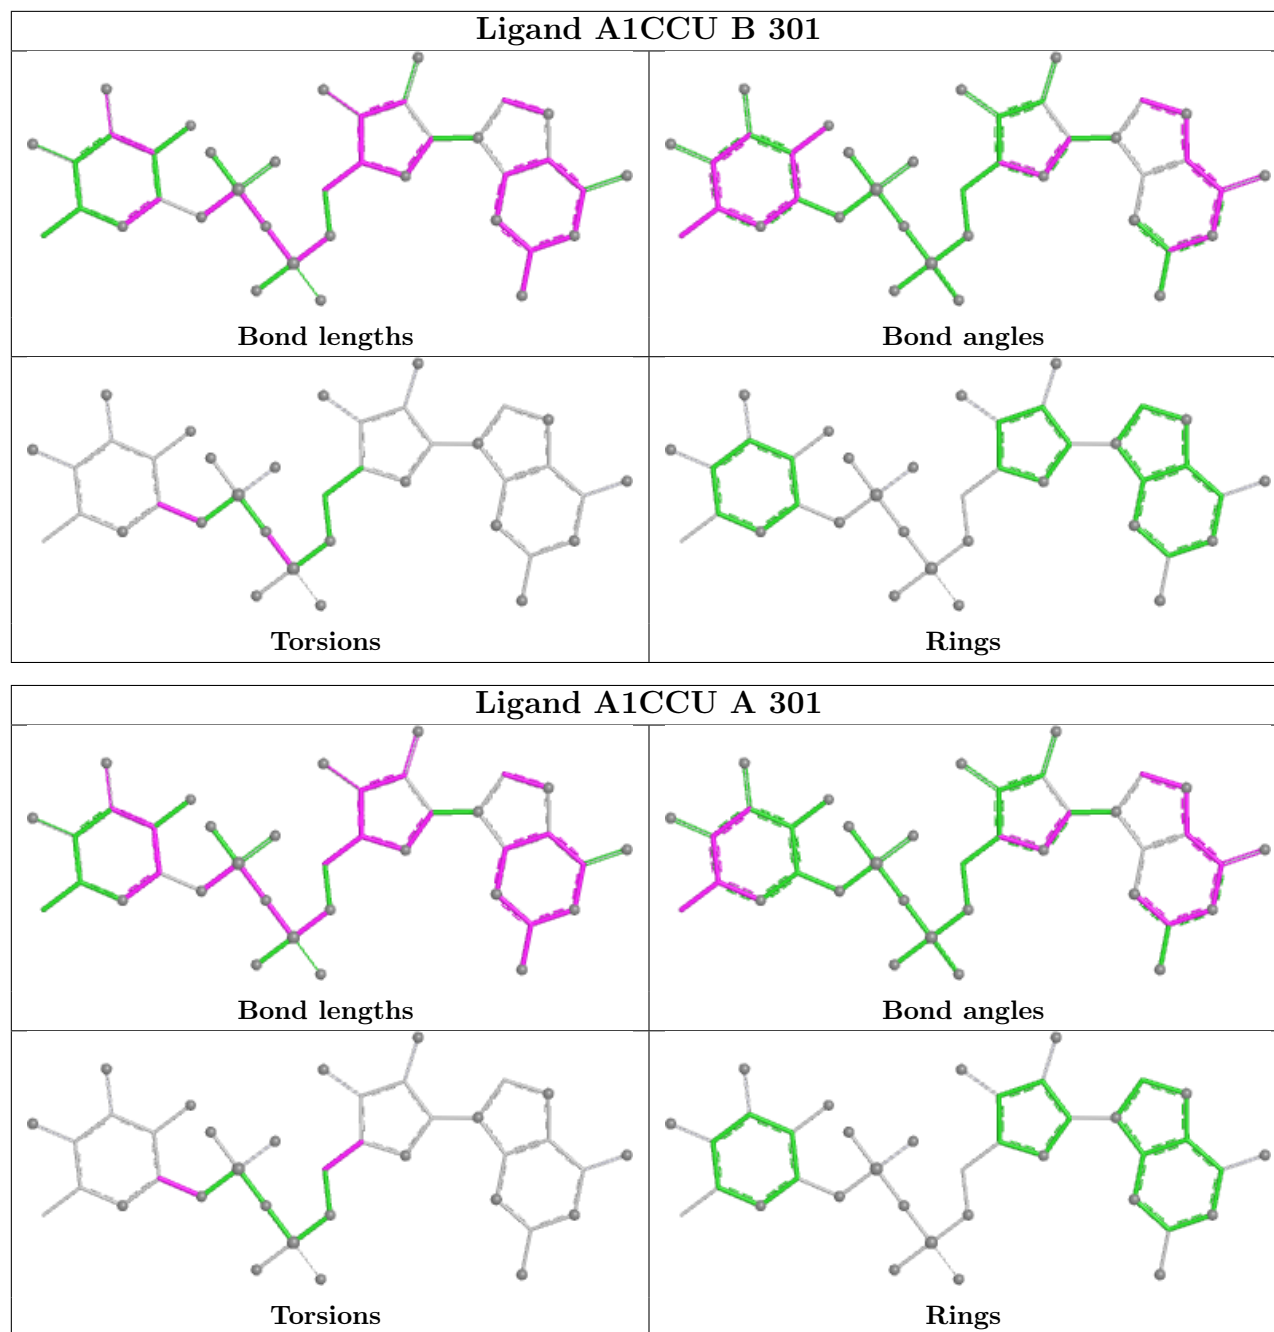 Ligand A1CCU B 301
Bond lengths
Bond angles
Torsions
Rings
Ligand A1CCU A 301
Bond lengths
Bond angles
Torsions
Rings